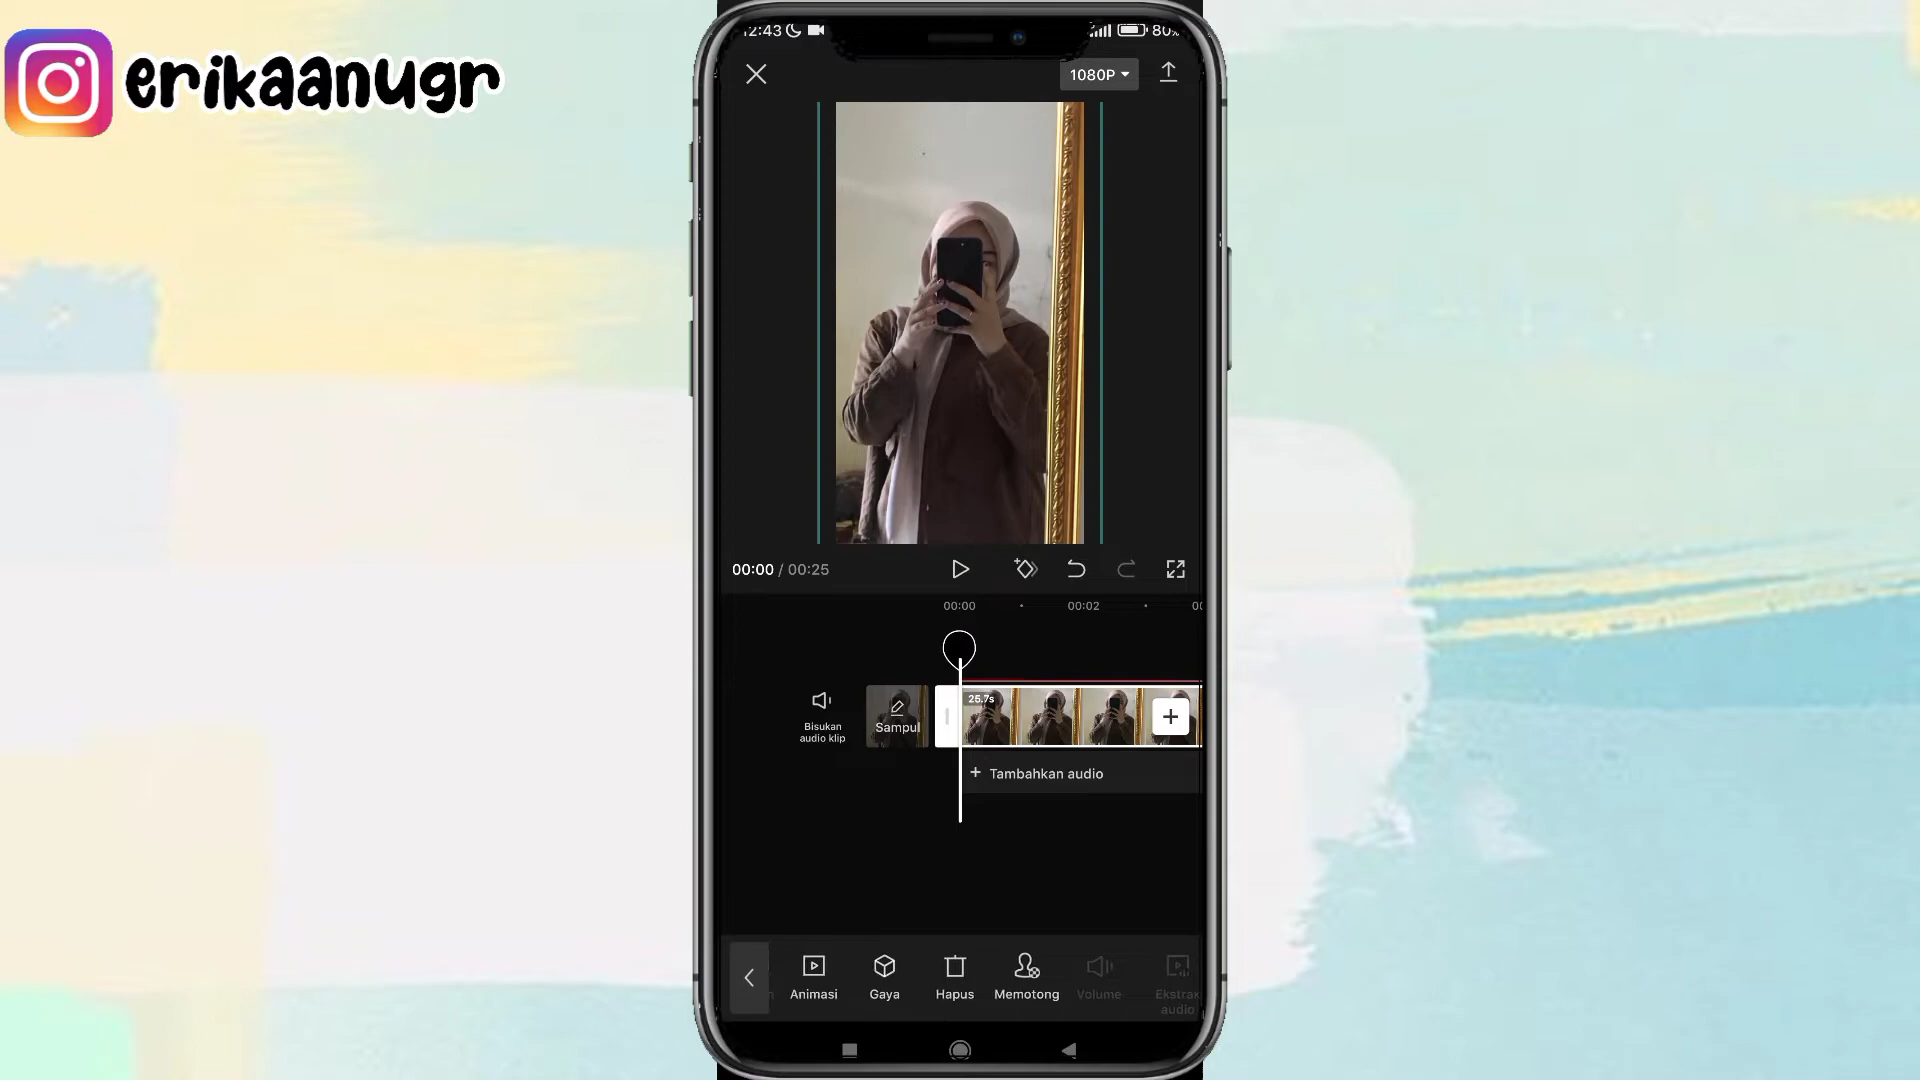 erikaanugr
12:43
80%
1080P
00:00 / 00:25
00:00
00:02
25.7s
Bisukan
audio klip
Sampul
+ Tambahkan audio
Animasi
Gaya
Hapus
Memotong
Volume
Ekstrax
audio